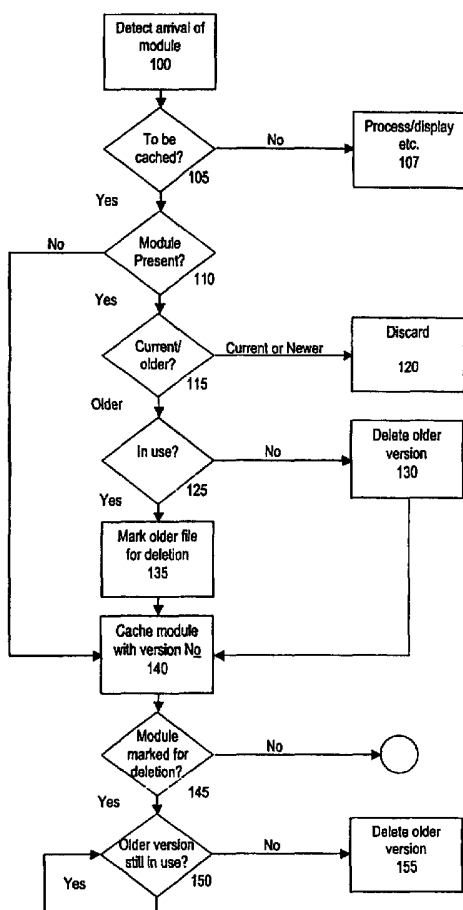 Detect arrival of
module
100
To be
cached?
105
No
Process/display
etc.
107
Yes
No
Module
Present?
110
Yes
Current/
older?
115
Current or Newer
Discard
120
Older
In use?
125
No
Delete older
version
130
Yes
Mark older file
for deletion
135
Cache module
with version No
140
Module
marked for
deletion?
145
No
Yes
Older version
still in use?
150
No
Delete older
version
155
Yes